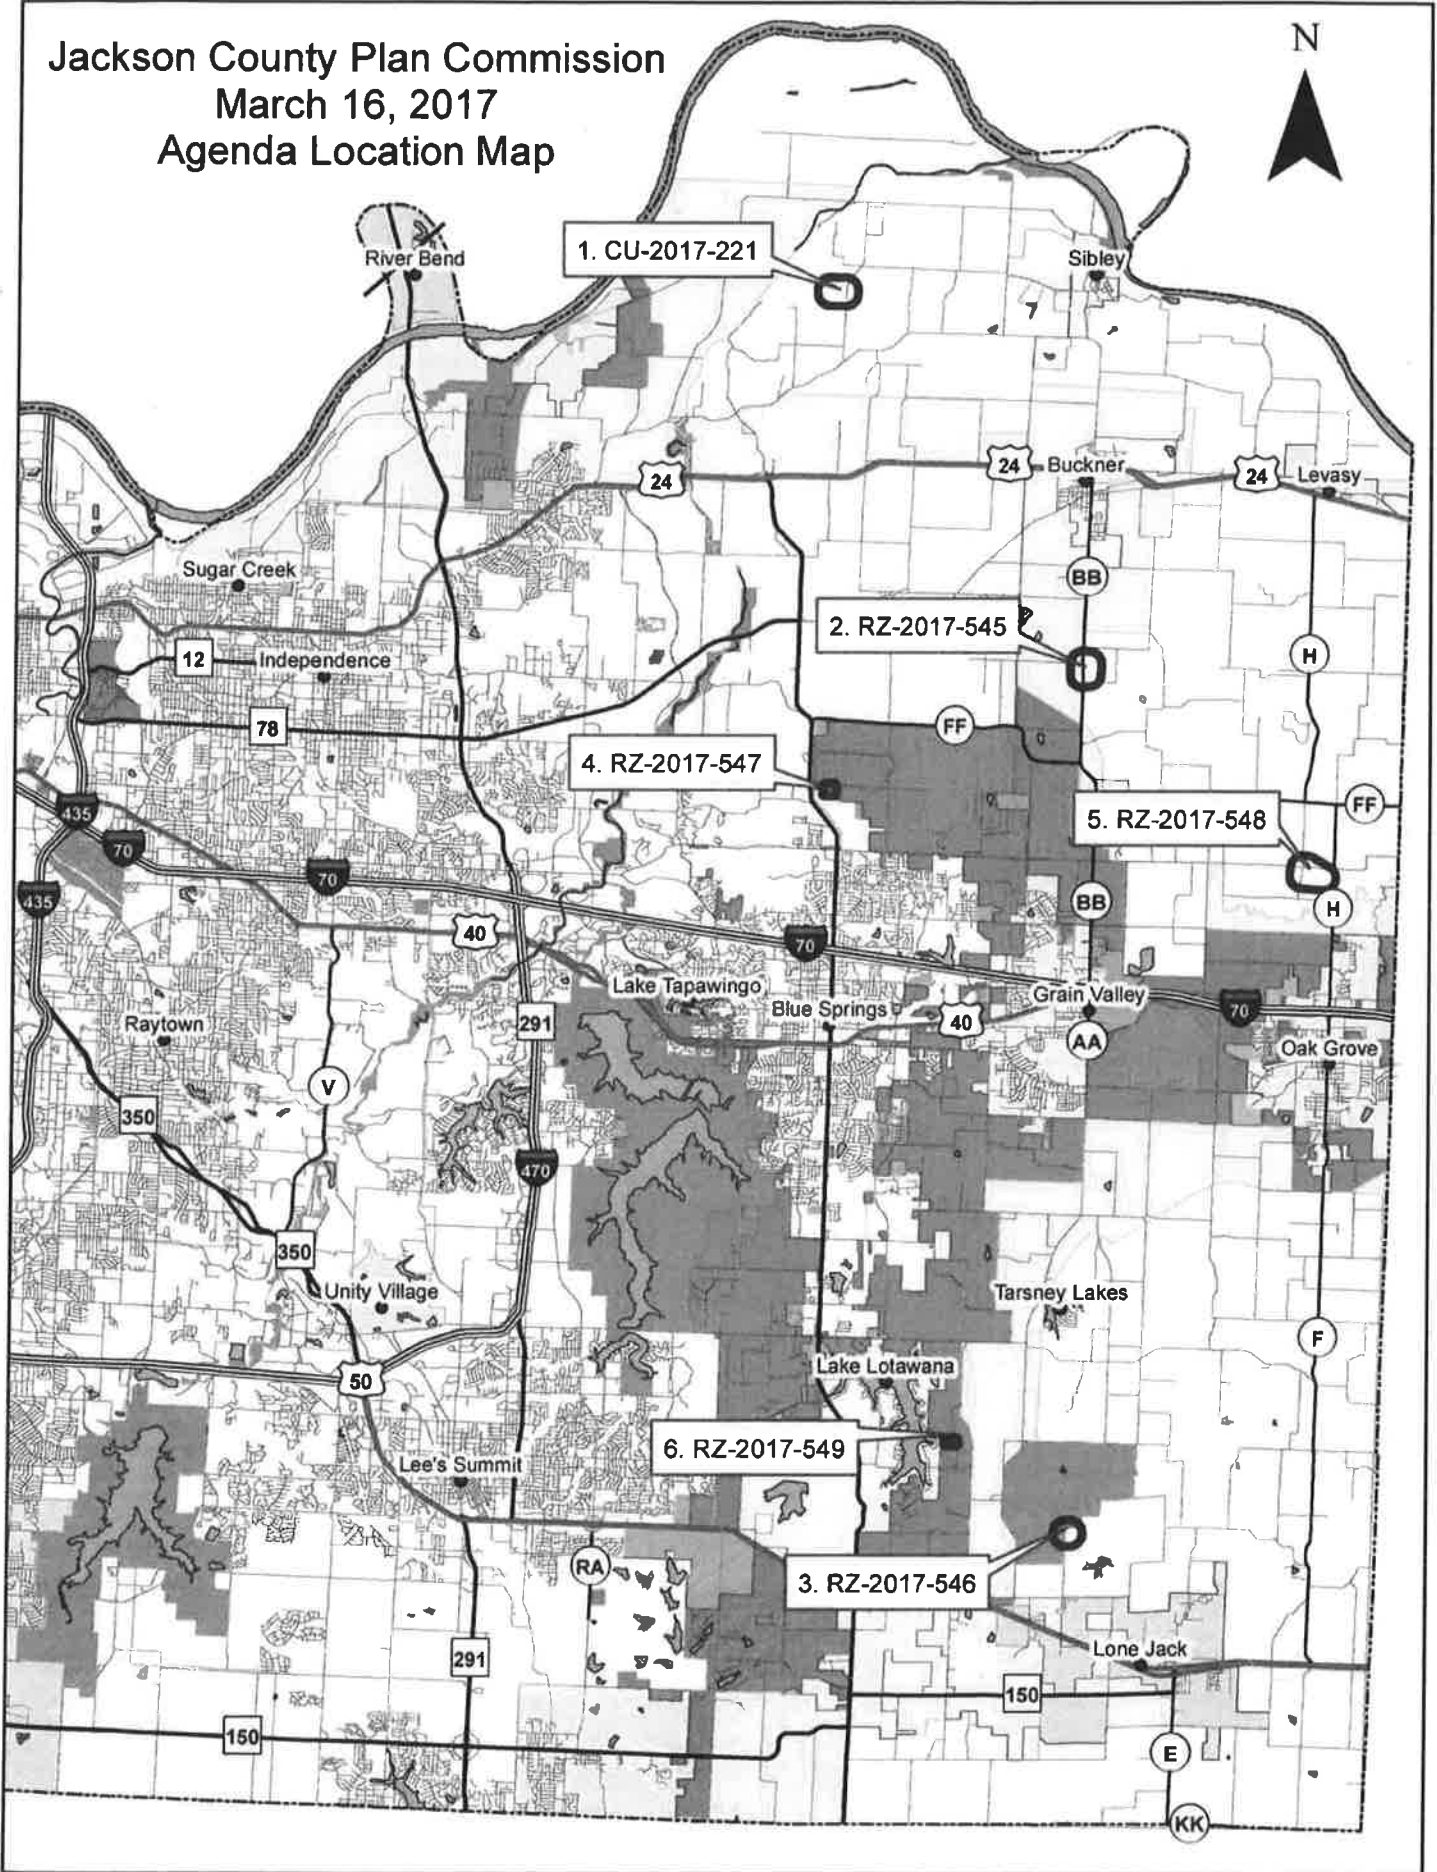 Jackson County Plan Commission
March 16, 2017
Agenda Location Map
N
River Bend
1. CU-2017-221
Sibley
24
24
Buckner
24
Levasy
Sugar Creek
BB
2. RZ-2017-545
12
Independence
H
78
FF
4. RZ-2017-547
FF
435
5. RZ-2017-548
70
70
435
BB
H
40
70
Lake Tapawingo
Grain Valley
Blue Springs
70
291
40
Raytown
AA
Oak Grove
V
350
470
350
Unity Village
Tarsney Lakes
F
Lake Lotawana
50
6. RZ-2017-549
Lee's Summit
RA
3. RZ-2017-546
Lone Jack
291
150
150
E
KK